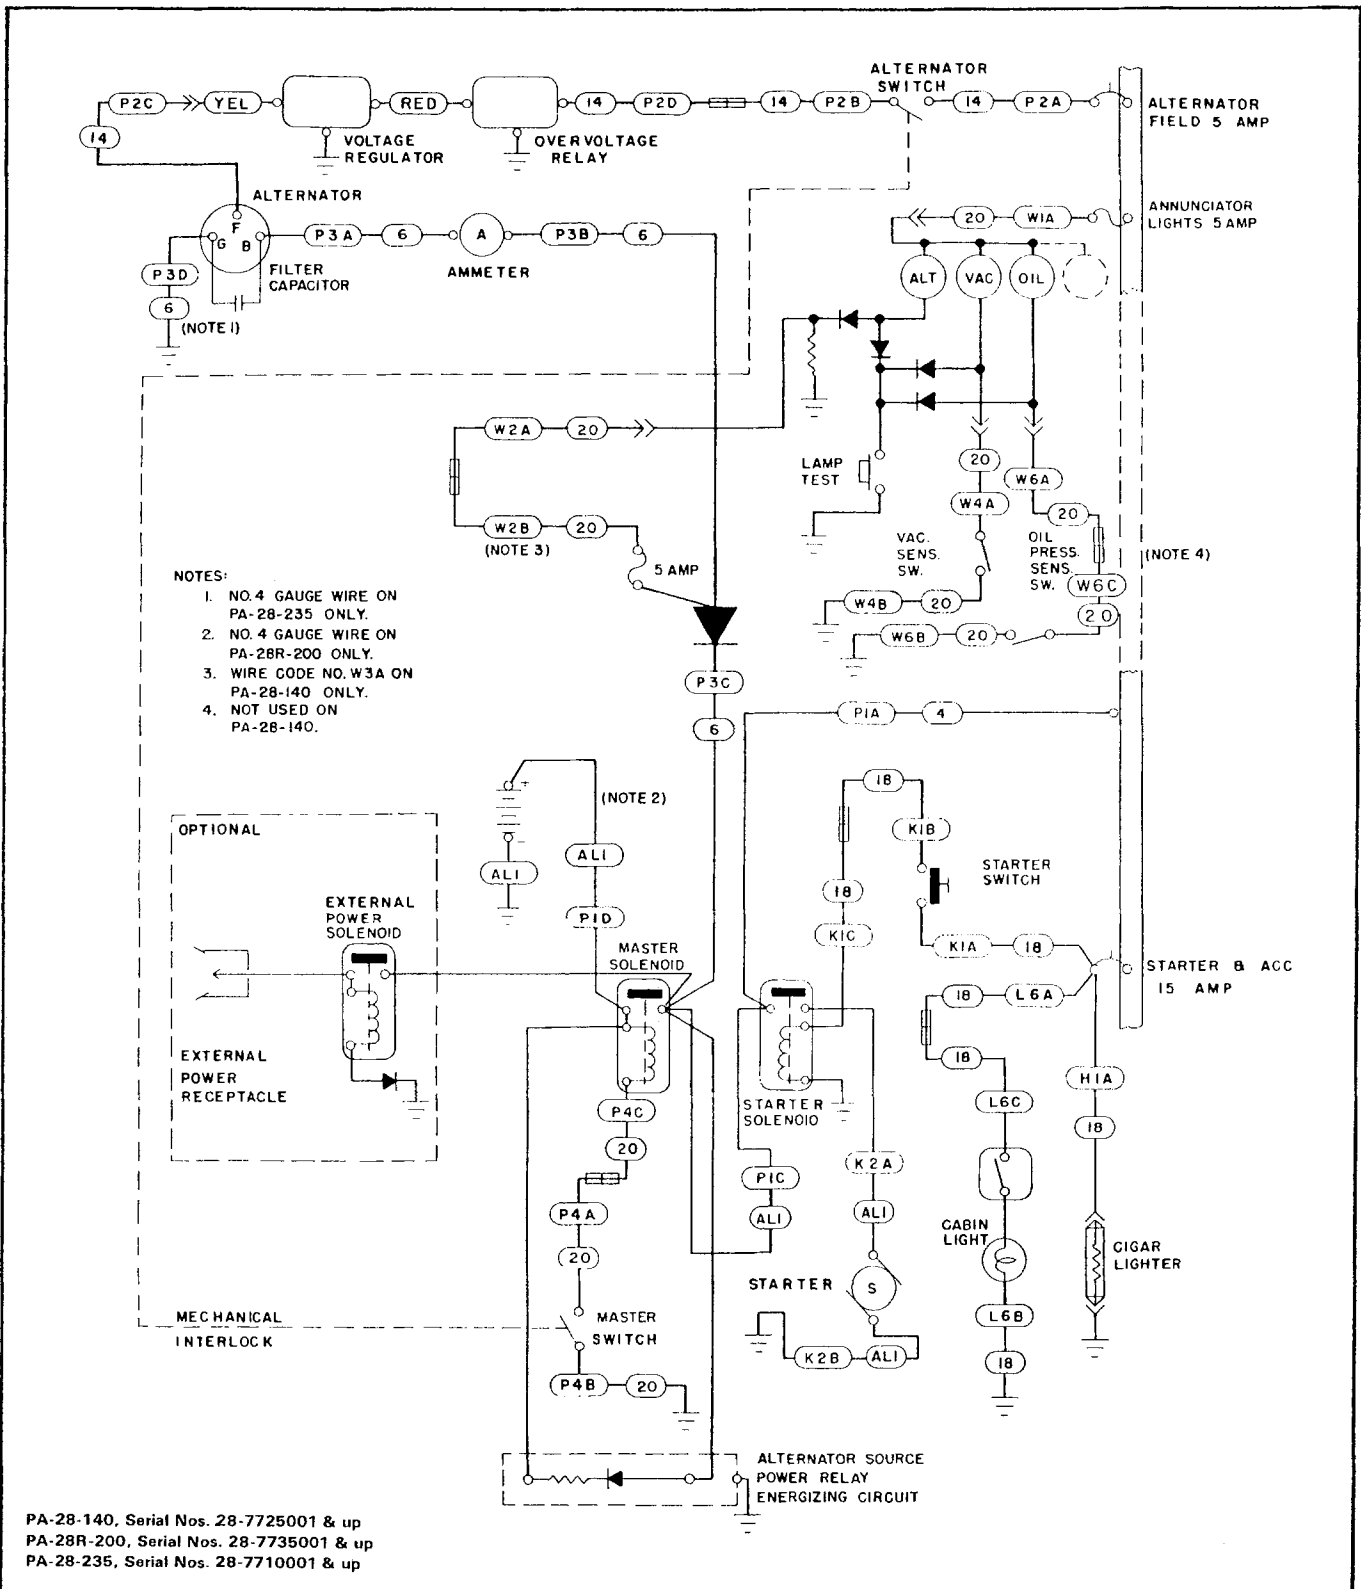 ALTERNATOR
SWITCH
P2C
YEL
RED
14
P2D
14
P2B
14
P2A
ALTERNATOR
FIELD 5 AMP
14
VOLTAGE
REGULATOR
OVERVOLTAGE
RELAY
ALTERNATOR
F
G
B
P3A
6
A
P3B
6
AMMETER
P3D
6
(NOTE 1)
FILTER
CAPACITOR
20
W1A
ANNUNCIATOR
LIGHTS 5 AMP
ALT
VAC
OIL
W2A
20
W2B
20
(NOTE 3)
5 AMP
LAMP
TEST
20
W4A
W6A
20
VAC.
SENS.
SW.
OIL
PRESS.
SENS.
SW.
(NOTE 4)
W6C
20
W4B
20
W6B
20
NOTES:
1. NO. 4 GAUGE WIRE ON
PA-28-235 ONLY.
2. NO. 4 GAUGE WIRE ON
PA-28R-200 ONLY.
3. WIRE CODE NO. W3A ON
PA-28-140 ONLY.
4. NOT USED ON
PA-28-140.
P3C
6
P1A
4
+
-
(NOTE 2)
AL1
AL1
P1D
18
K1B
18
K1C
STARTER
SWITCH
K1A
18
18
L6A
18
STARTER & ACC
15 AMP
OPTIONAL
EXTERNAL
POWER
SOLENOID
EXTERNAL
POWER
RECEPTACLE
MASTER
SOLENOID
STARTER
SOLENOID
P4C
20
P4A
20
P1C
AL1
K2A
AL1
L6C
H1A
18
CABIN
LIGHT
CIGAR
LIGHTER
STARTER
S
L6B
18
K2B
AL1
MECHANICAL
INTERLOCK
MASTER
SWITCH
P4B
20
ALTERNATOR SOURCE
POWER RELAY
ENERGIZING CIRCUIT
PA-28-140, Serial Nos. 28-7725001 & up
PA-28R-200, Serial Nos. 28-7735001 & up
PA-28-235, Serial Nos. 28-7710001 & up